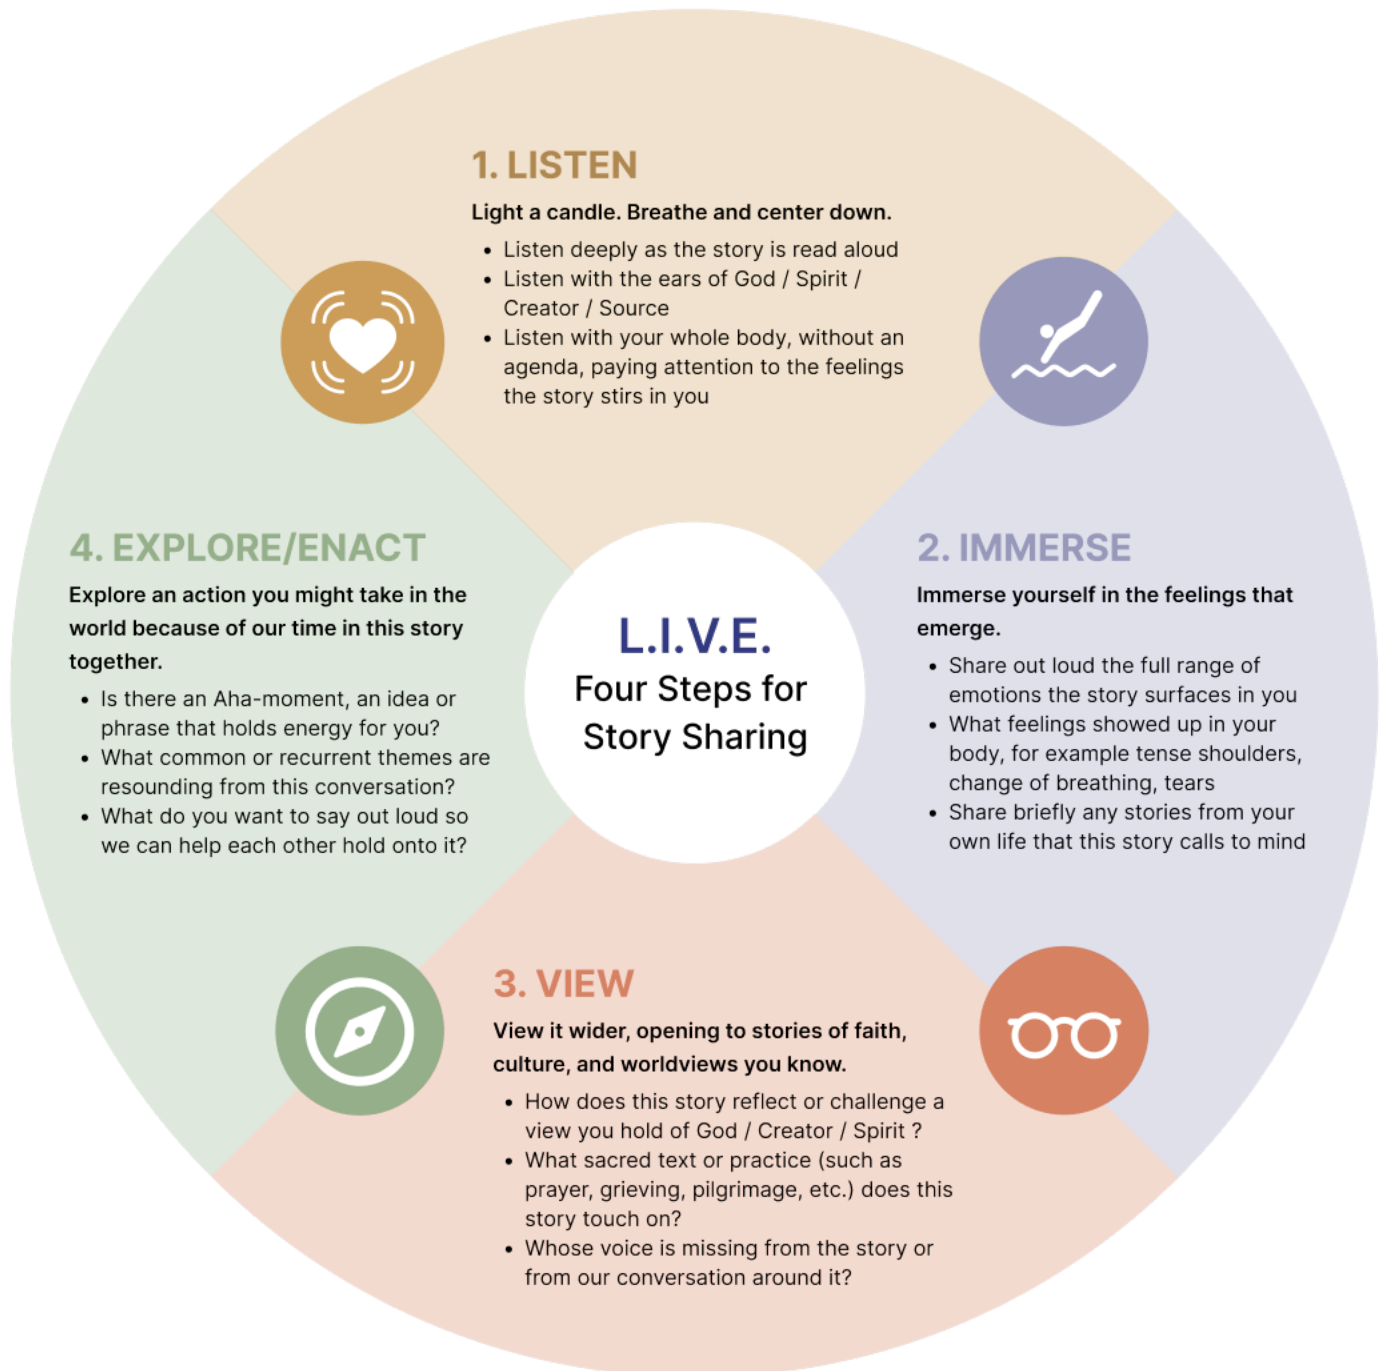 1. LISTEN
Light a candle. Breathe and center down.
• Listen deeply as the story is read aloud
• Listen with the ears of God / Spirit /
Creator / Source
• Listen with your whole body, without an
agenda, paying attention to the feelings
the story stirs in you
L.I.V.E.
Four Steps for
Story Sharing
2. IMMERSE
Immerse yourself in the feelings that
emerge.
• Share out loud the full range of
emotions the story surfaces in you
• What feelings showed up in your
body, for example tense shoulders,
change of breathing, tears
• Share briefly any stories from your
own life that this story calls to mind
3. VIEW
View it wider, opening to stories of faith,
culture, and worldviews you know.
• How does this story reflect or challenge a
view you hold of God / Creator / Spirit ?
• What sacred text or practice (such as
prayer, grieving, pilgrimage, etc.) does this
story touch on?
• Whose voice is missing from the story or
from our conversation around it?
4. EXPLORE/ENACT
Explore an action you might take in the
world because of our time in this story
together.
• Is there an Aha-moment, an idea or
phrase that holds energy for you?
• What common or recurrent themes are
resounding from this conversation?
• What do you want to say out loud so
we can help each other hold onto it?